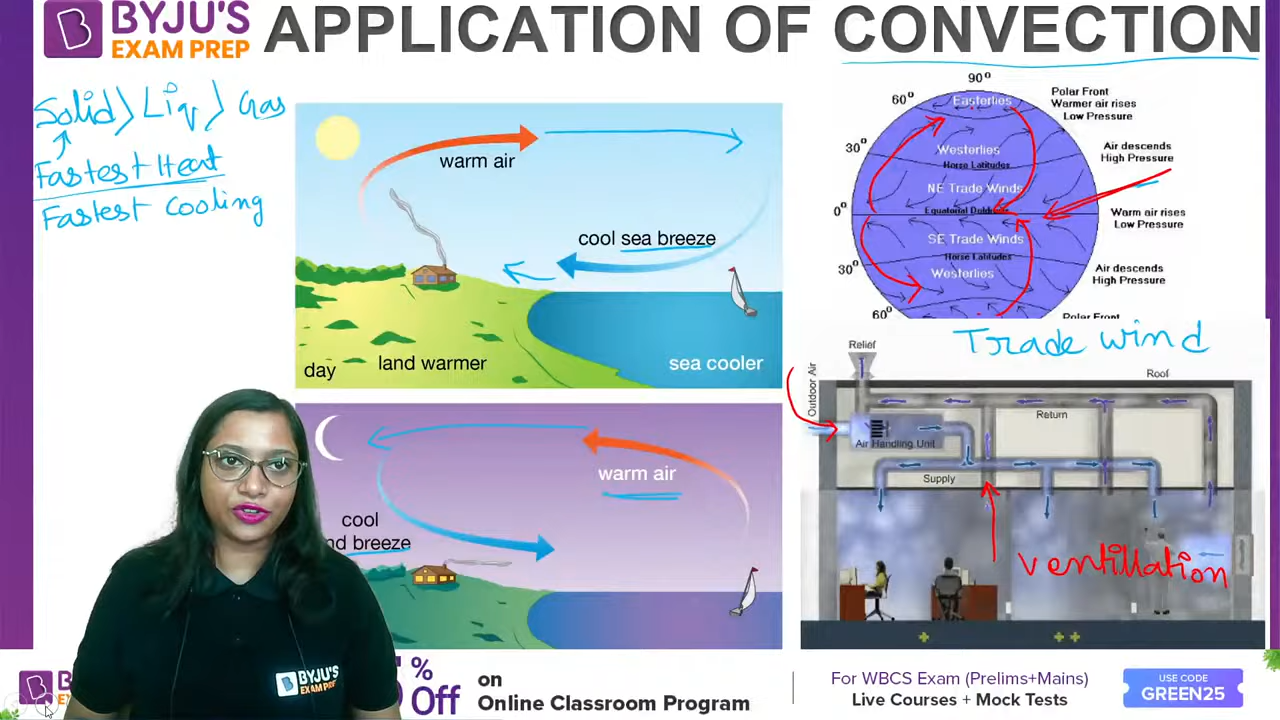 BYJU'S
EXAM PREP
APPLICATION OF CONVECTION
Solid > Liq > Gas
Fastest Heat
Fastest Cooling
warm air
cool sea breeze
day
land warmer
sea cooler
warm air
cool
nd breeze
90°
60°
30°
0°
30°
60°
Easterlies
Westerlies
Horse Latitudes
NE Trade Winds
Equatorial Doldrums
SE Trade Winds
Horse Latitudes
Westerlies
Polar Front
Warmer air rises
Low Pressure
Air descends
High Pressure
Warm air rises
Low Pressure
Air descends
High Pressure
Polar Front
Trade wind
Relief
Outdoor Air
Roof
Return
Air Handling Unit
Supply
Ventillation
BYJU'S
EXAM PREP
% Off
on
Online Classroom Program
For WBCS Exam (Prelims+Mains)
Live Courses + Mock Tests
USE CODE
GREEN25